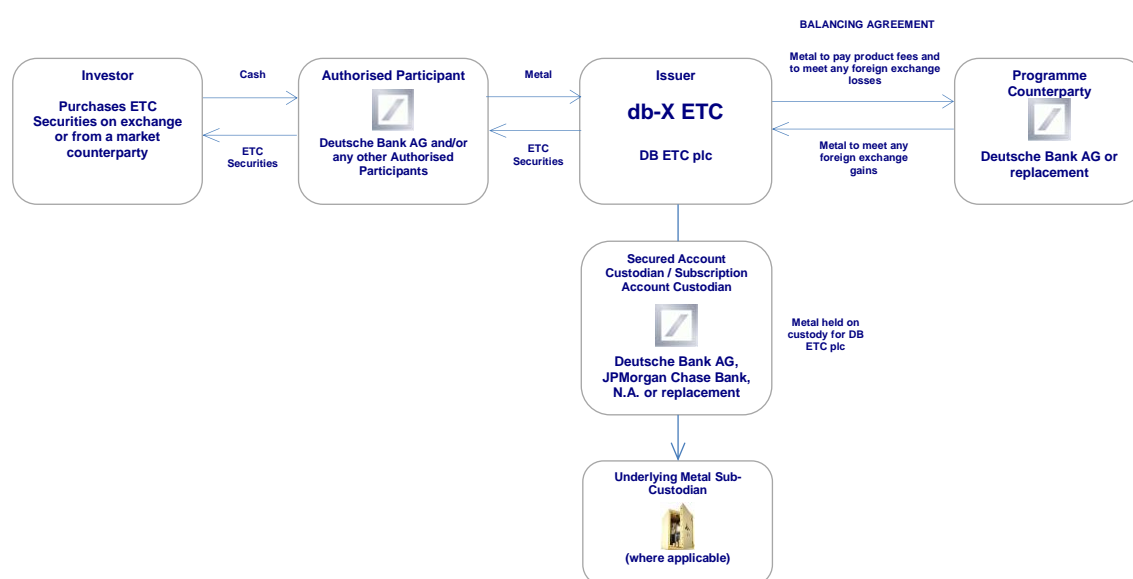 BALANCING AGREEMENT
Investor
Purchases ETC
Securities on exchange
or from a market
counterparty
Cash
ETC
Securities
Authorised Participant
Deutsche Bank AG and/or
any other Authorised
Participants
Metal
ETC
Securities
Issuer
db-X ETC
DB ETC plc
Metal to pay product fees and
to meet any foreign exchange
losses
Metal to meet any
foreign exchange
gains
Programme
Counterparty
Deutsche Bank AG or
replacement
Secured Account
Custodian / Subscription
Account Custodian
Deutsche Bank AG,
JPMorgan Chase Bank,
N.A. or replacement
Metal held on
custody for DB
ETC plc
Underlying Metal Sub-
Custodian
(where applicable)